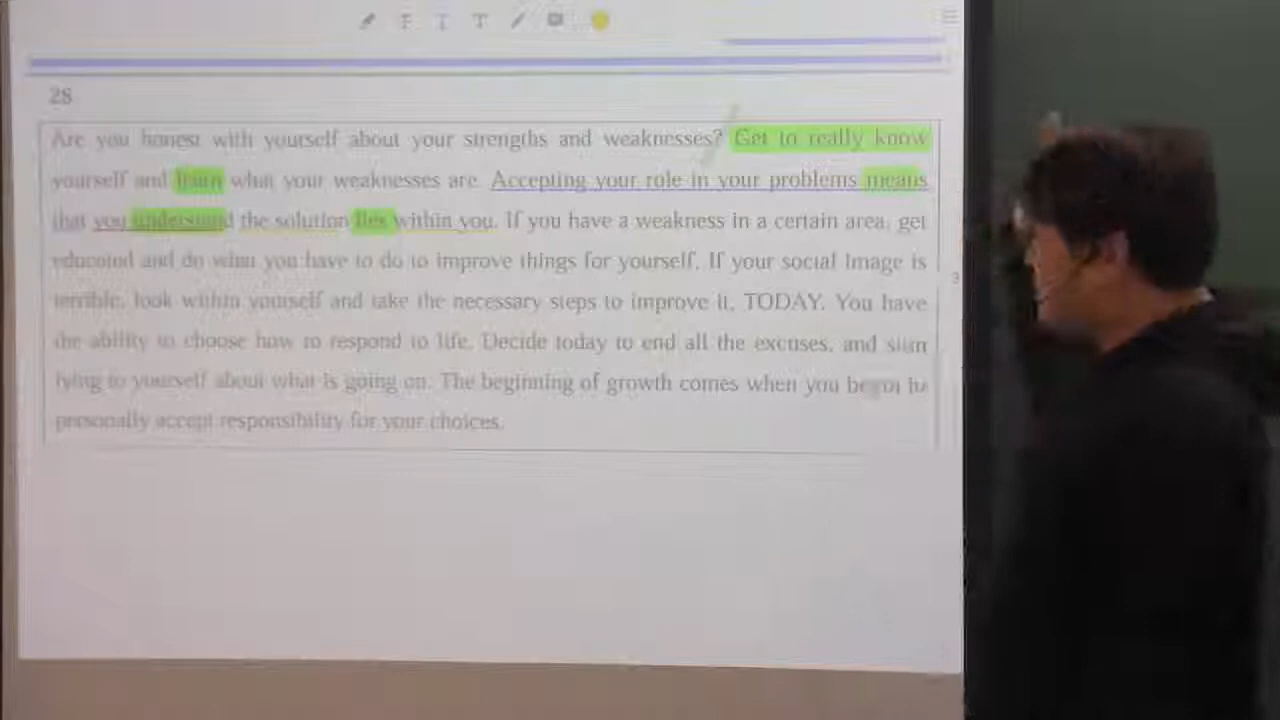 28
Are you honest with yourself about your strengths and weaknesses? Get to really know
yourself and learn what your weaknesses are. Accepting your role in your problems means
that you understand the solution lies within you. If you have a weakness in a certain area, get
educated and do what you have to do to improve things for yourself. If your social image is
terrible, look within yourself and take the necessary steps to improve it, TODAY. You have
the ability to choose how to respond to life. Decide today to end all the excuses, and
lying to yourself about what is going on. The beginning of growth comes when you begin to
personally accept responsibility for your choices.